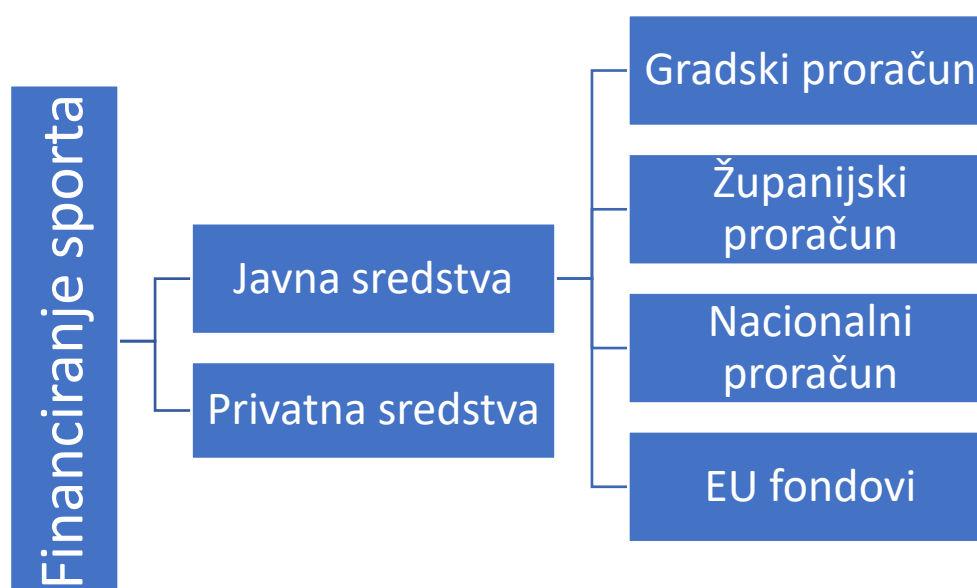 Financiranje sporta
Javna sredstva
Privatna sredstva
Gradski proračun
Županijski
proračun
Nacionalni
proračun
EU fondovi